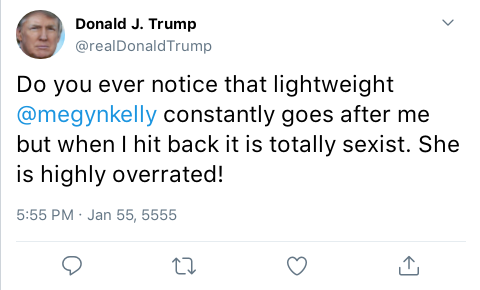 Donald J. Trump
@realDonaldTrump
Do you ever notice that lightweight
@megynkelly constantly goes after me
but when I hit back it is totally sexist. She
is highly overrated!
5:55 PM · Jan 55, 5555